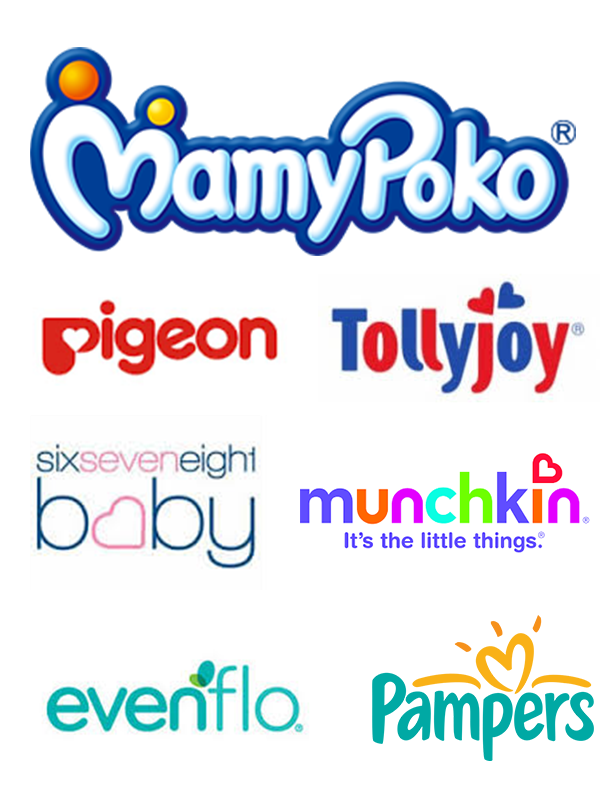 MamyPoko®
pigeon
Tollyjoy®
sixseveneight
baby
munchkin®
It's the little things.®
evenflo®
Pampers